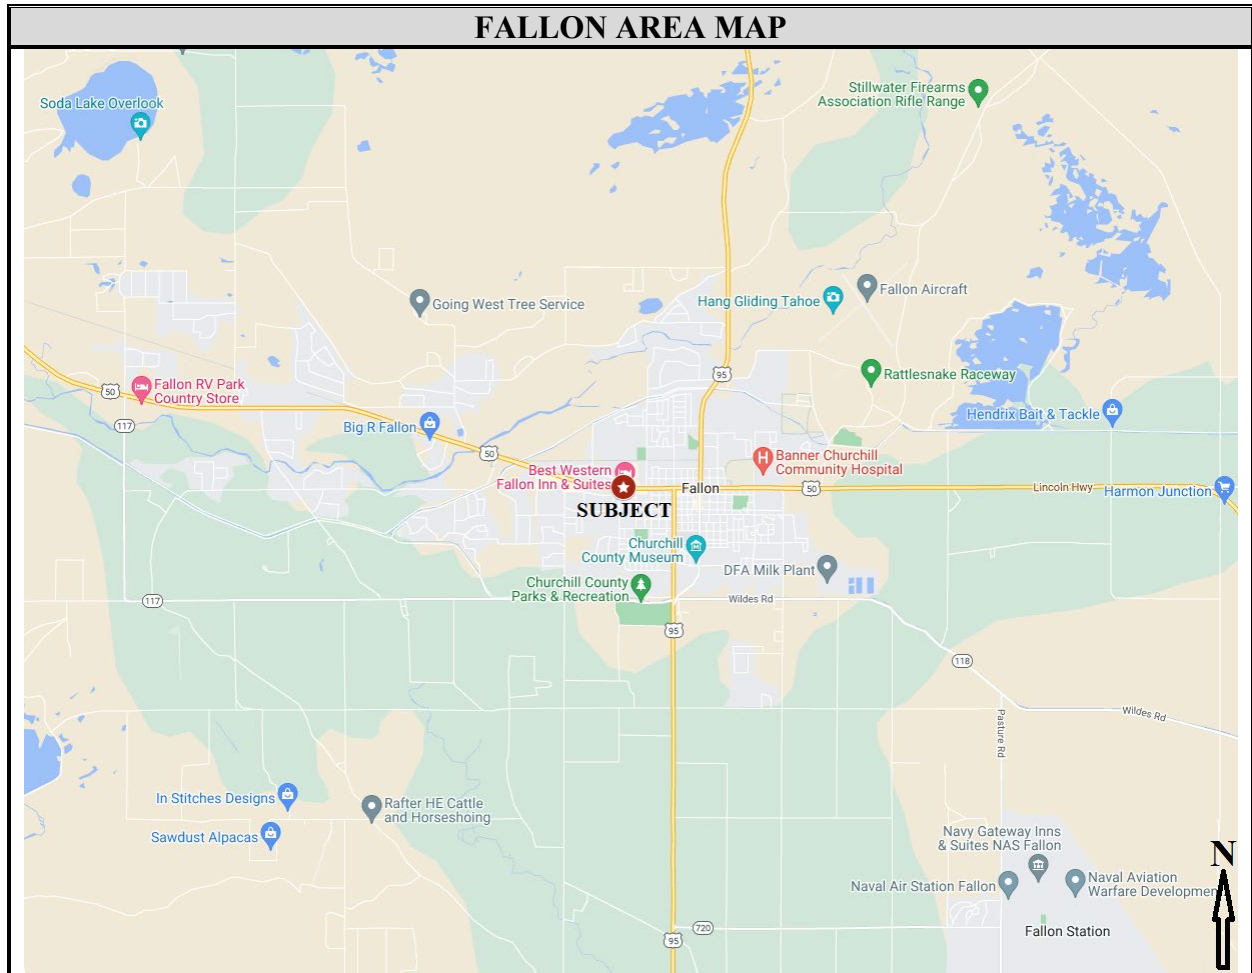 FALLON AREA MAP
Soda Lake Overlook
Stillwater Firearms
Association Rifle Range
Going West Tree Service
Hang Gliding Tahoe
Fallon Aircraft
95
Rattlesnake Raceway
50
Fallon RV Park
Country Store
117
Big R Fallon
Hendrix Bait & Tackle
50
Best Western
Fallon Inn & Suites
Banner Churchill
Community Hospital
Fallon
50
Lincoln Hwy
Harmon Junction
SUBJECT
Churchill
County Museum
DFA Milk Plant
Churchill County
Parks & Recreation
117
Wildes Rd
95
118
Pasture Rd
Wildes Rd
In Stitches Designs
Rafter HE Cattle
and Horseshoing
Sawdust Alpacas
Navy Gateway Inns
& Suites NAS Fallon
N
Naval Air Station Fallon
Naval Aviation
Warfare Developmen
720
95
Fallon Station